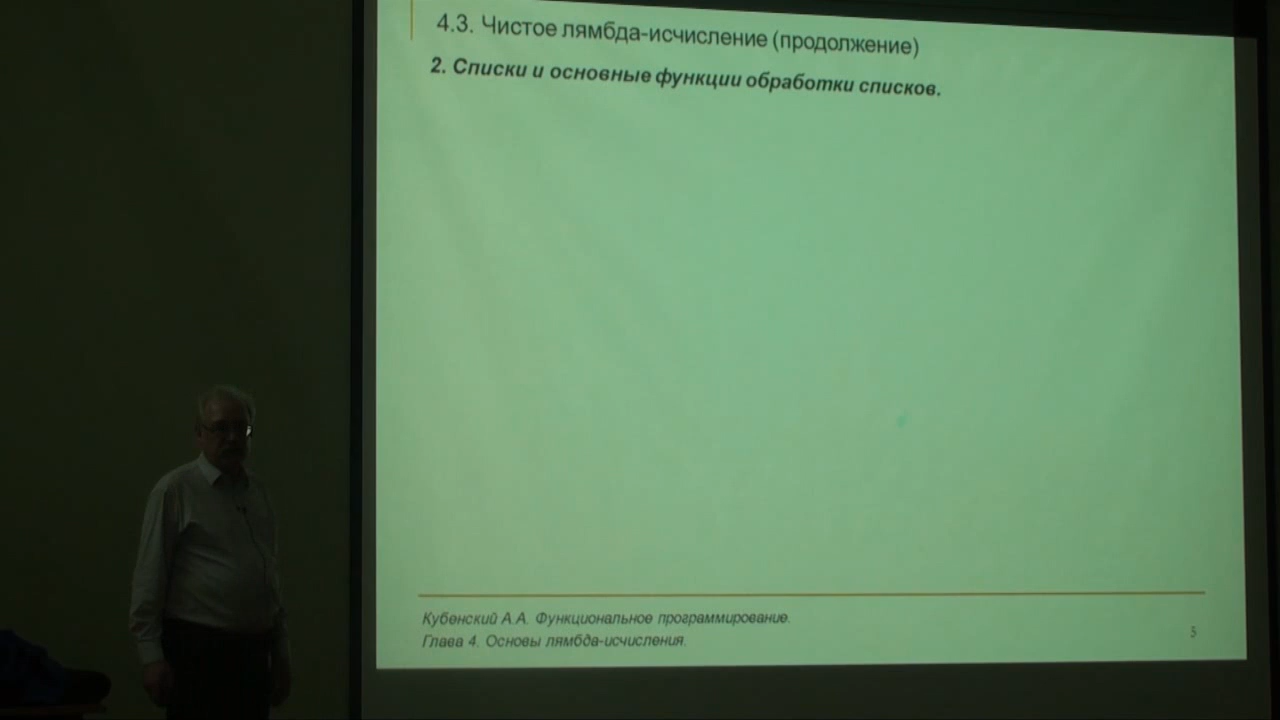 4.3. Чистое лямбда-исчисление (продолжение)
2. Списки и основные функции обработки списков.
Кубенский А.А. Функциональное программирование.
Глава 4. Основы лямбда-исчисления.
5